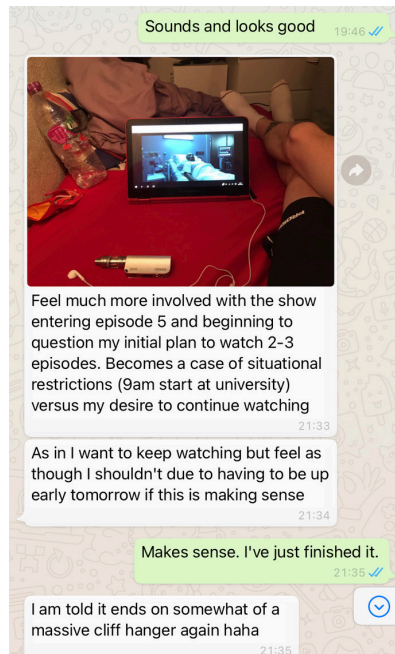 Sounds and looks good 19:46
Feel much more involved with the show
entering episode 5 and beginning to
question my initial plan to watch 2-3
episodes. Becomes a case of situational
restrictions (9am start at university)
versus my desire to continue watching
21:33
As in I want to keep watching but feel as
though I shouldn't due to having to be up
early tomorrow if this is making sense
21:34
Makes sense. I've just finished it.
21:35
I am told it ends on somewhat of a
massive cliff hanger again haha
21:35